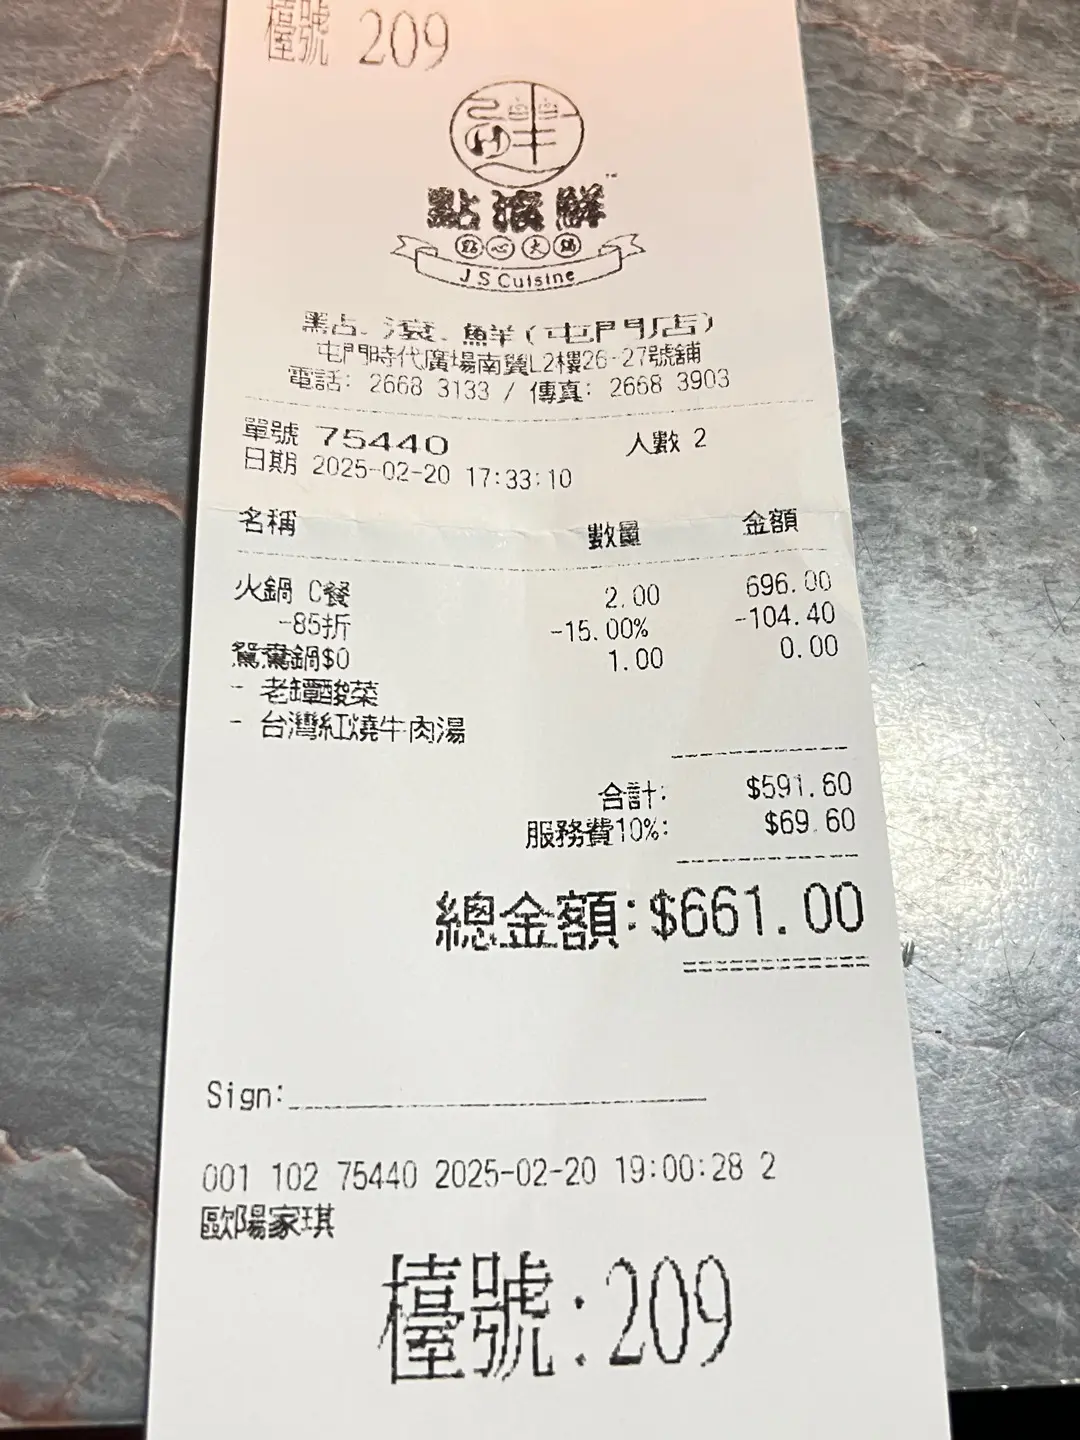 檯號 209
鮮
點滾鮮
點心火鍋
J.S Cuisine
點.滾.鮮(屯門店)
屯門時代廣場南翼L2樓26-27號舖
電話: 2668 3133 / 傳真: 2668 3903
單號 75440 人數 2
日期 2025-02-20 17:33:10
名稱 數量 金額
火鍋 C餐 2.00 696.00
-85折 -15.00% -104.40
鴛鴦鍋$0 1.00 0.00
- 老罈酸菜
- 台灣紅燒牛肉湯
合計: $591.60
服務費10%: $69.60
總金額:$661.00
Sign:
001 102 75440 2025-02-20 19:00:28 2
歐陽家琪
檯號:209